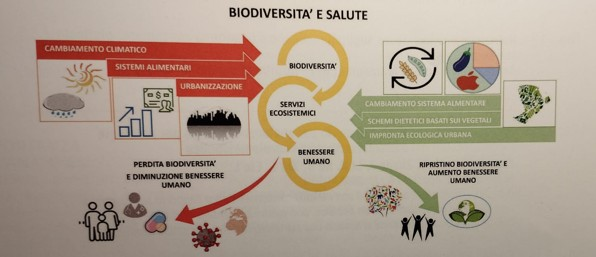 BIODIVERSITA' E SALUTE
CAMBIAMENTO CLIMATICO
SISTEMI ALIMENTARI
URBANIZZAZIONE
BIODIVERSITA'
SERVIZI
ECOSISTEMICI
BENESSERE
UMANO
CAMBIAMENTO SISTEMA ALMENTARE
SCHEMI DIETETICI BASATI SUI VEGETALI
IMPRONTA ECOLOGICA URBANA
PERDITA BIODIVERSITA'
E DIMINUZIONE BENESSERE
UMANO
RIPRISTINO BIODIVERSITA' E
AUMENTO BENESSERE
UMANO